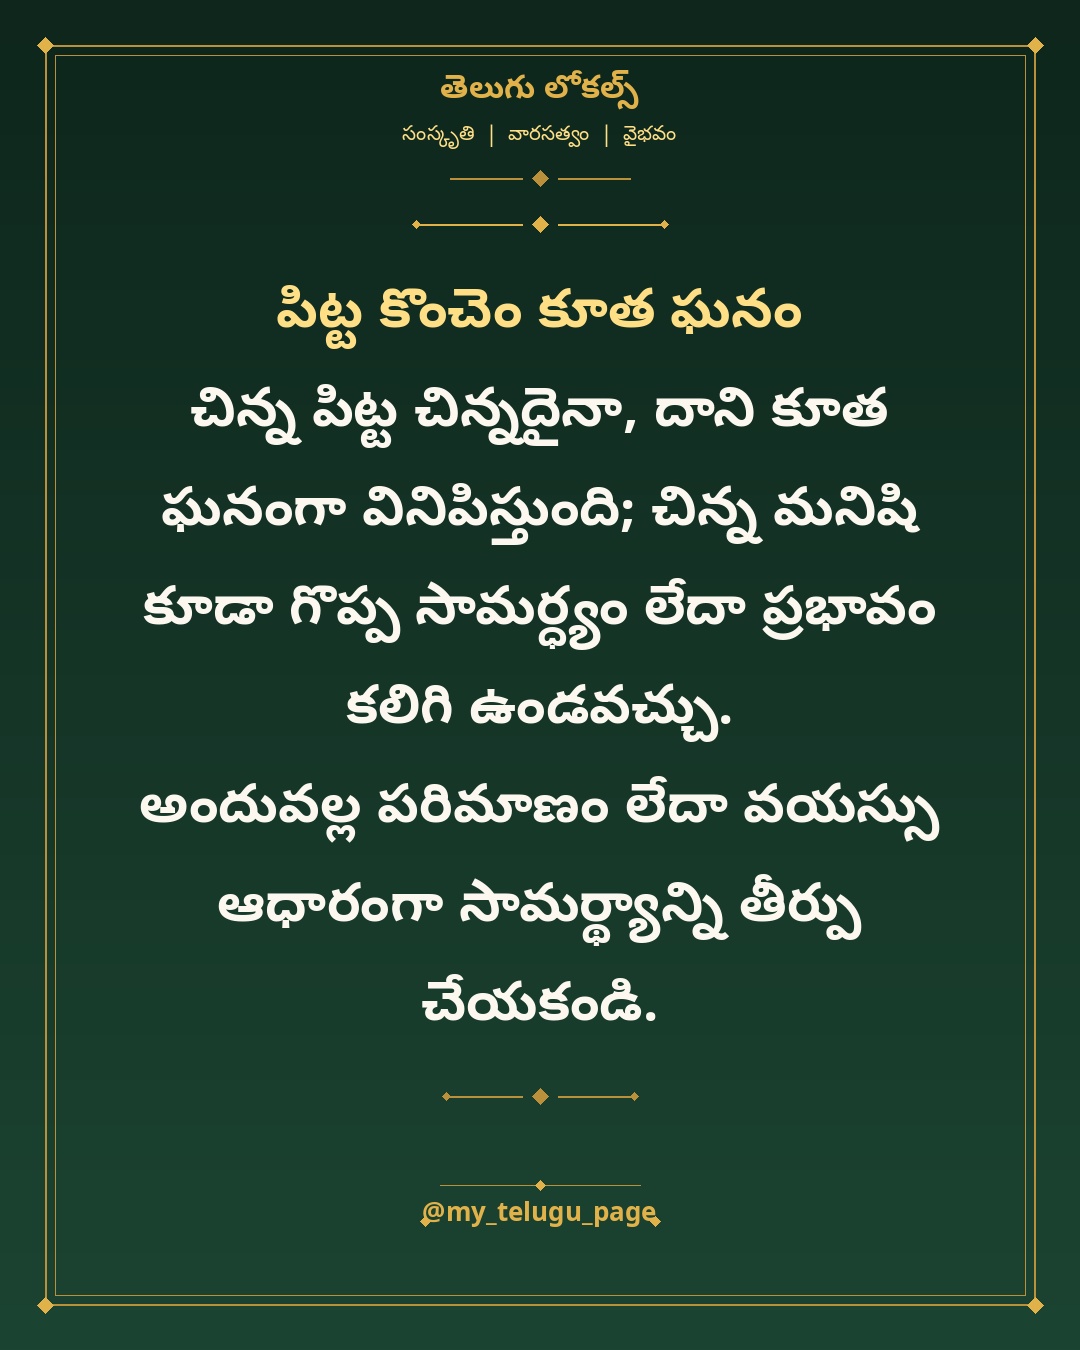 తెలుగు లోకల్స్
సంస్కృతి | వారసత్వం | వైభవం
పిట్ట కొంచెం కూత ఘనం
చిన్న పిట్ట చిన్నదైనా, దాని కూత
ఘనంగా వినిపిస్తుంది; చిన్న మనిషి
కూడా గొప్ప సామర్ధ్యం లేదా ప్రభావం
కలిగి ఉండవచ్చు.
అందువల్ల పరిమాణం లేదా వయస్సు
ఆధారంగా సామర్థ్యాన్ని తీర్పు
చేయకండి.
@my_telugu_page